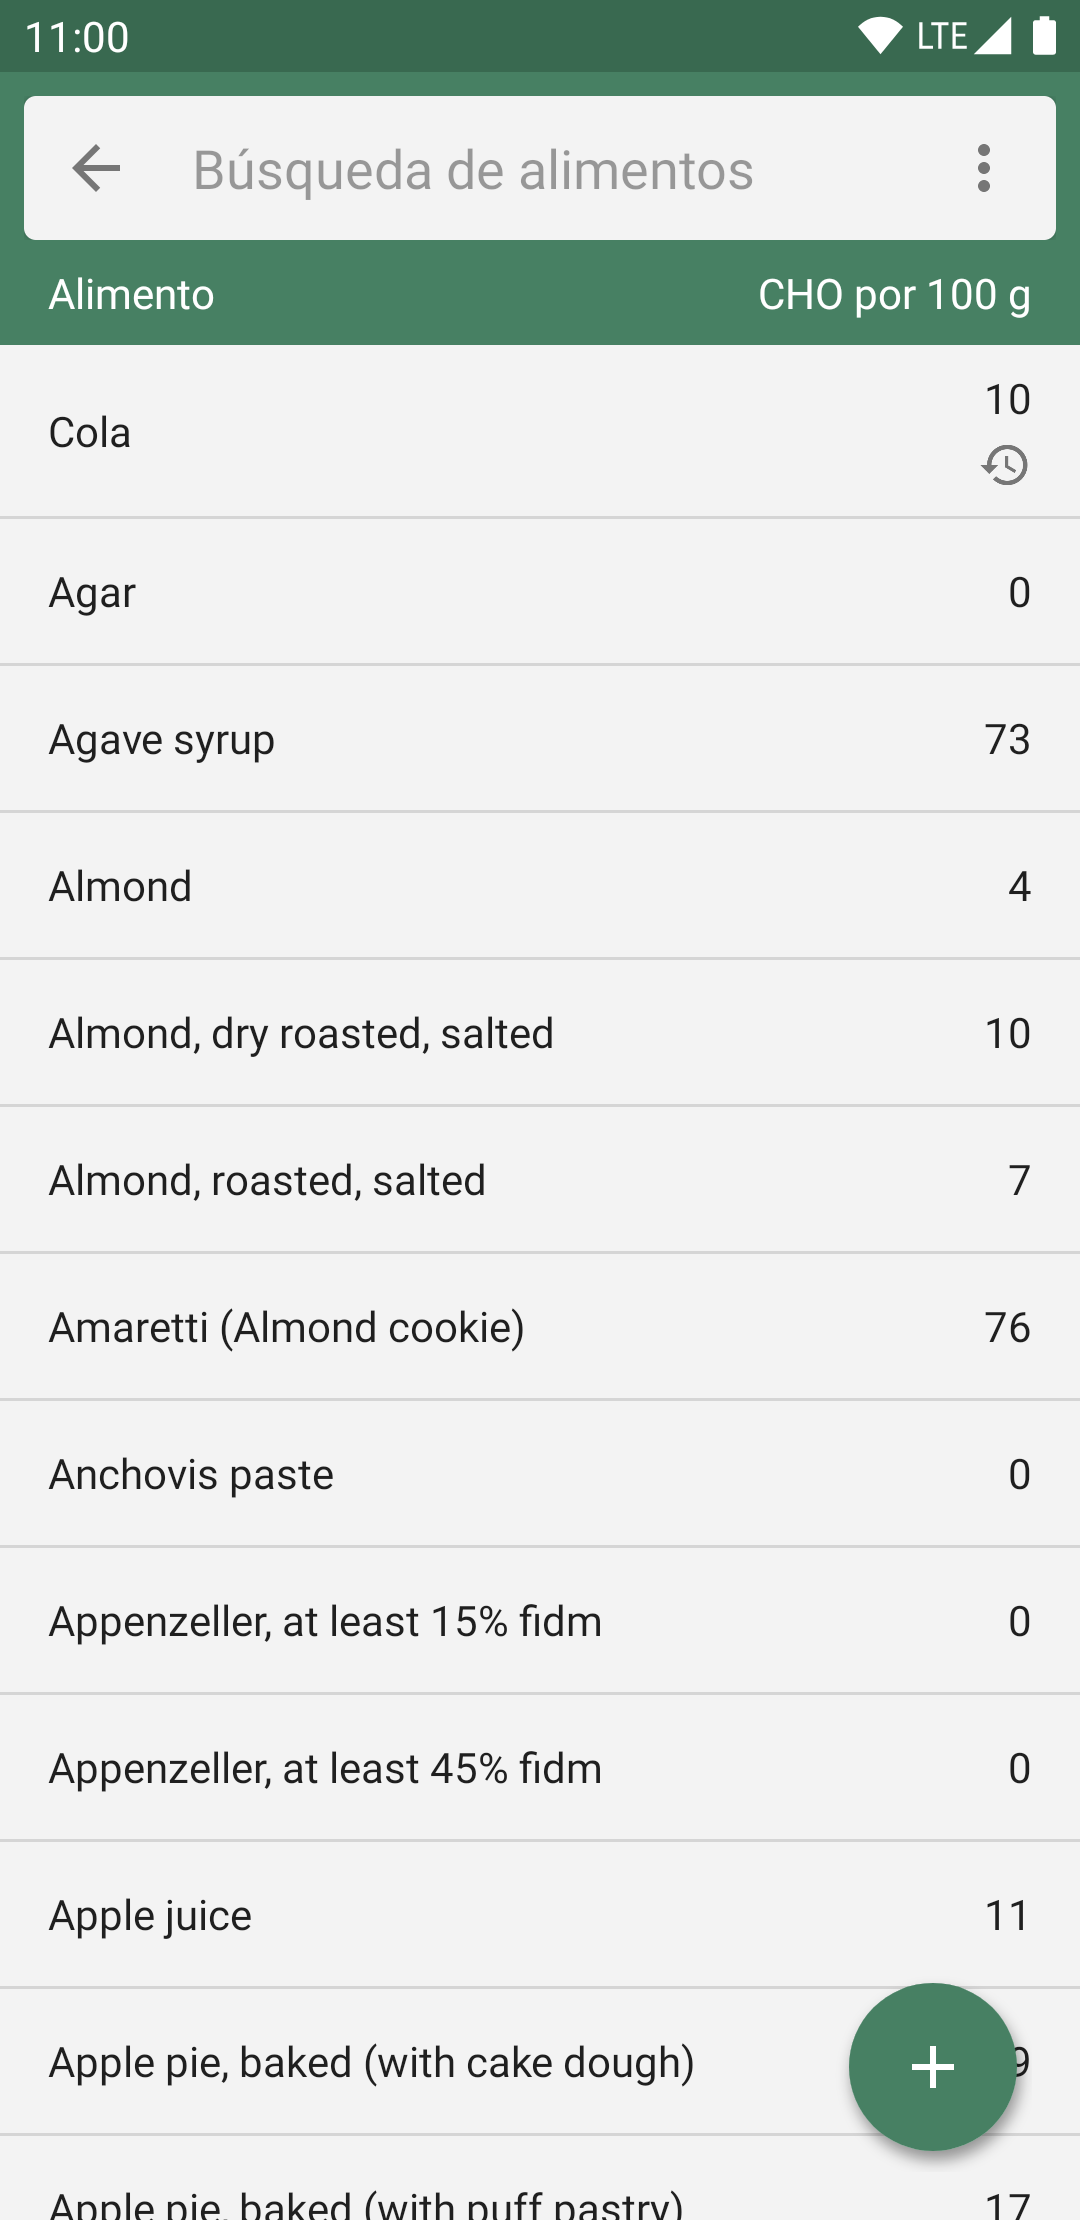 11:00 LTE
Búsqueda de alimentos
Alimento CHO por 100 g
Cola 10
Agar 0
Agave syrup 73
Almond 4
Almond, dry roasted, salted 10
Almond, roasted, salted 7
Amaretti (Almond cookie) 76
Anchovis paste 0
Appenzeller, at least 15% fidm 0
Appenzeller, at least 45% fidm 0
Apple juice 11
Apple pie, baked (with cake dough)
Apple pie, baked (with puff pastry) 17